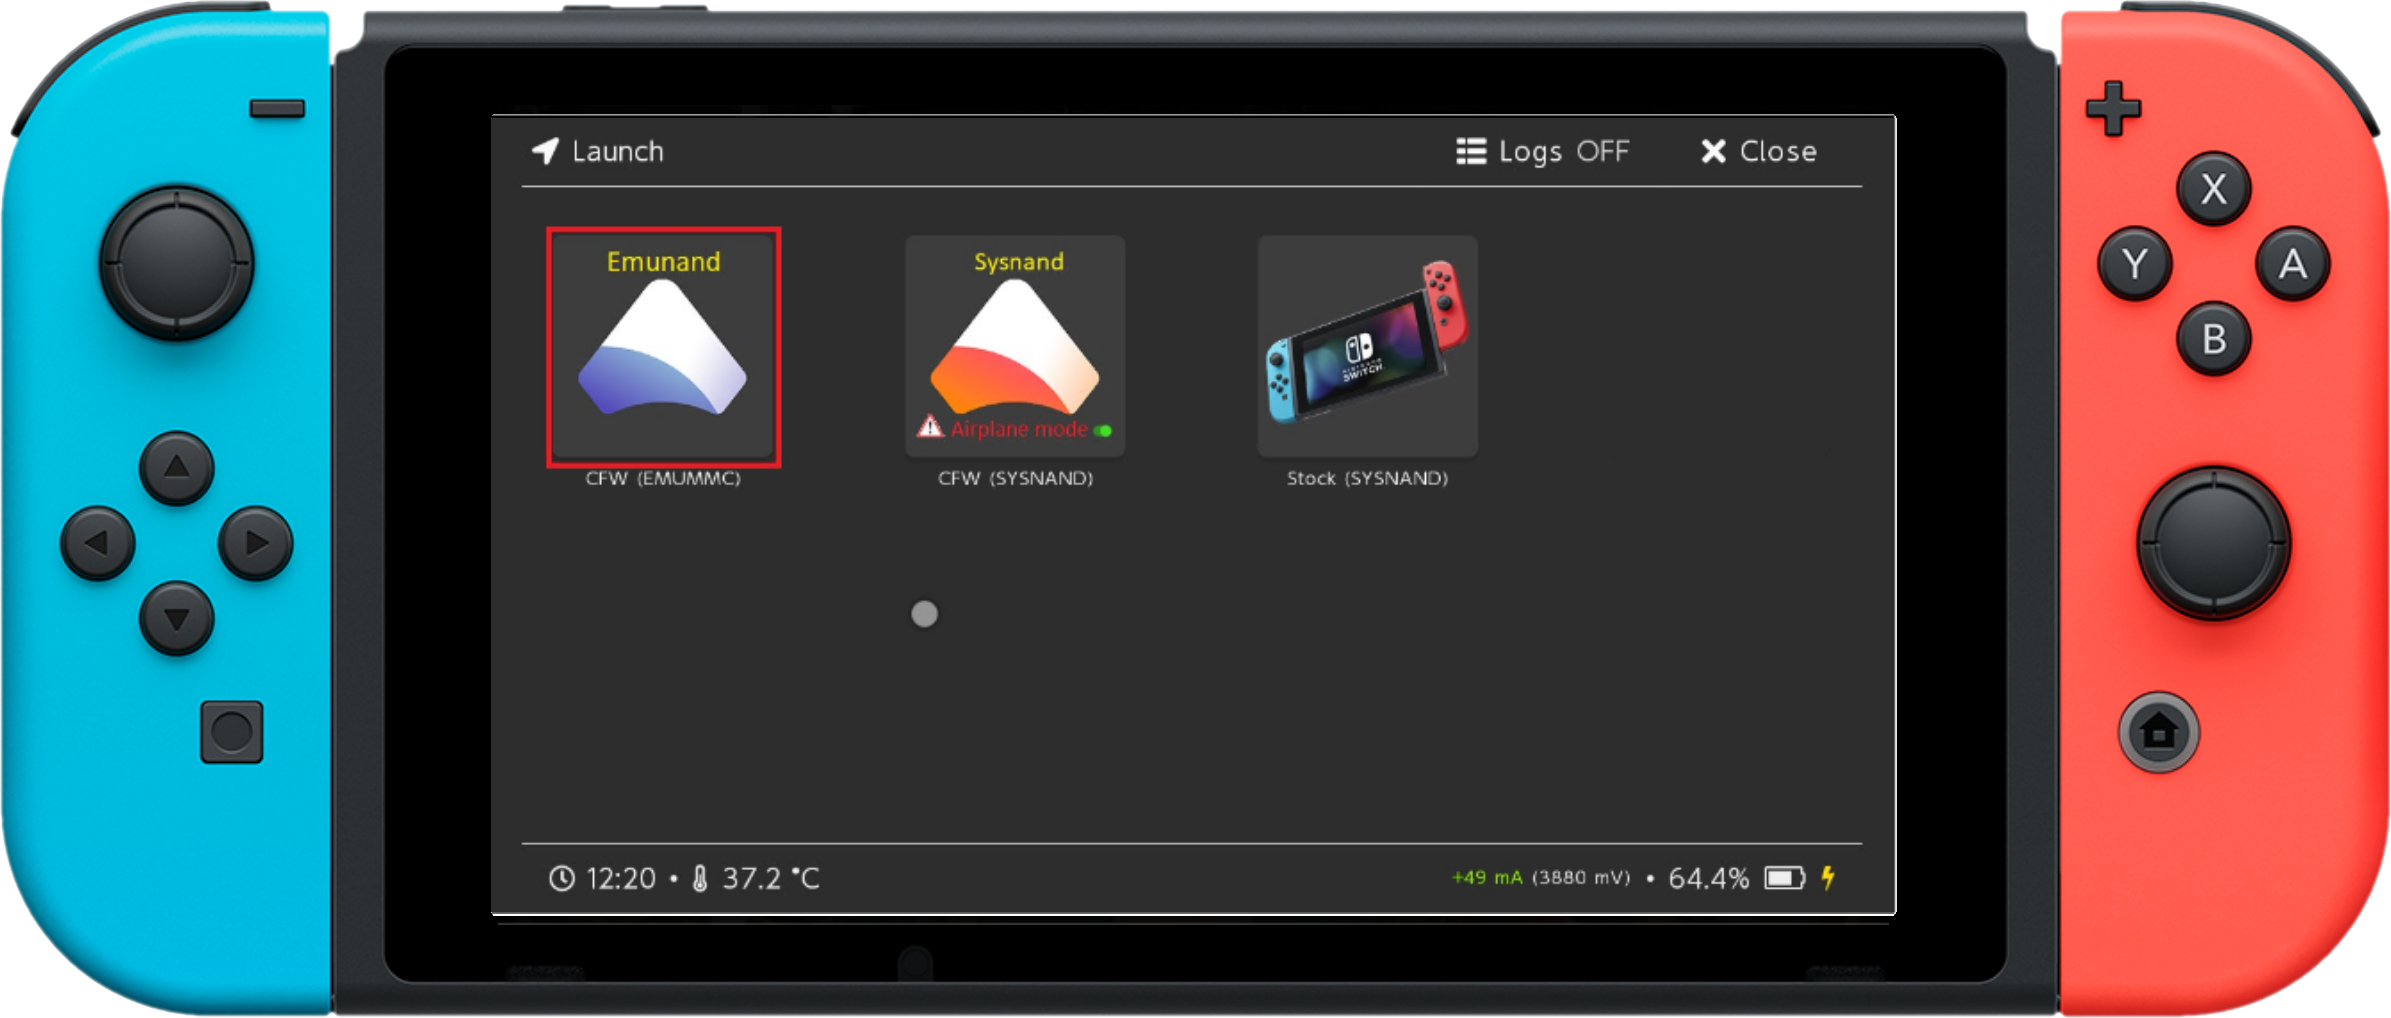 Launch
Logs OFF
Close
Emunand
Sysnand
Airplane mode
NINTENDO
SWITCH
CFW (EMUMMC)
CFW (SYSNAND)
Stock (SYSNAND)
12:20 • 37.2 °C
+49 mA (3880 mV) • 64.4%
X
Y
A
B